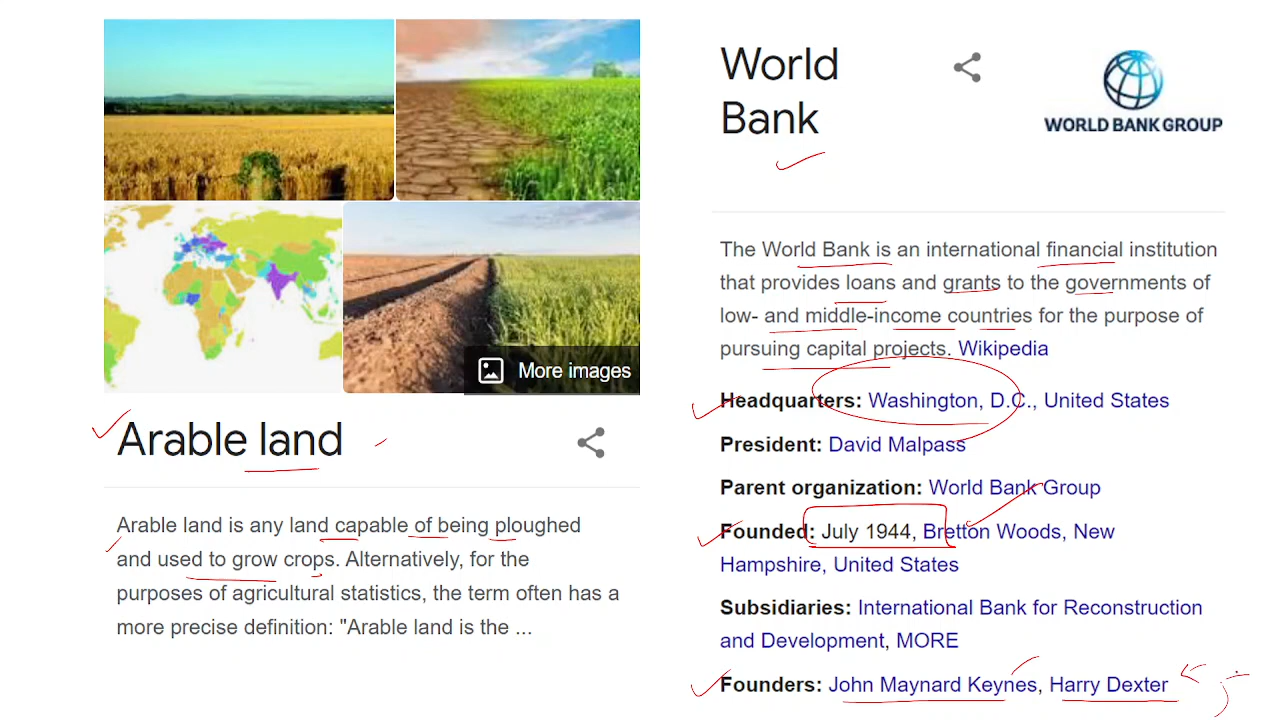 More images
Arable land
Arable land is any land capable of being ploughed
and used to grow crops. Alternatively, for the
purposes of agricultural statistics, the term often has a
more precise definition: "Arable land is the ...
World
Bank
WORLD BANK GROUP
The World Bank is an international financial institution
that provides loans and grants to the governments of
low- and middle-income countries for the purpose of
pursuing capital projects. Wikipedia
Headquarters: Washington, D.C., United States
President: David Malpass
Parent organization: World Bank Group
Founded: July 1944, Bretton Woods, New
Hampshire, United States
Subsidiaries: International Bank for Reconstruction
and Development, MORE
Founders: John Maynard Keynes, Harry Dexter